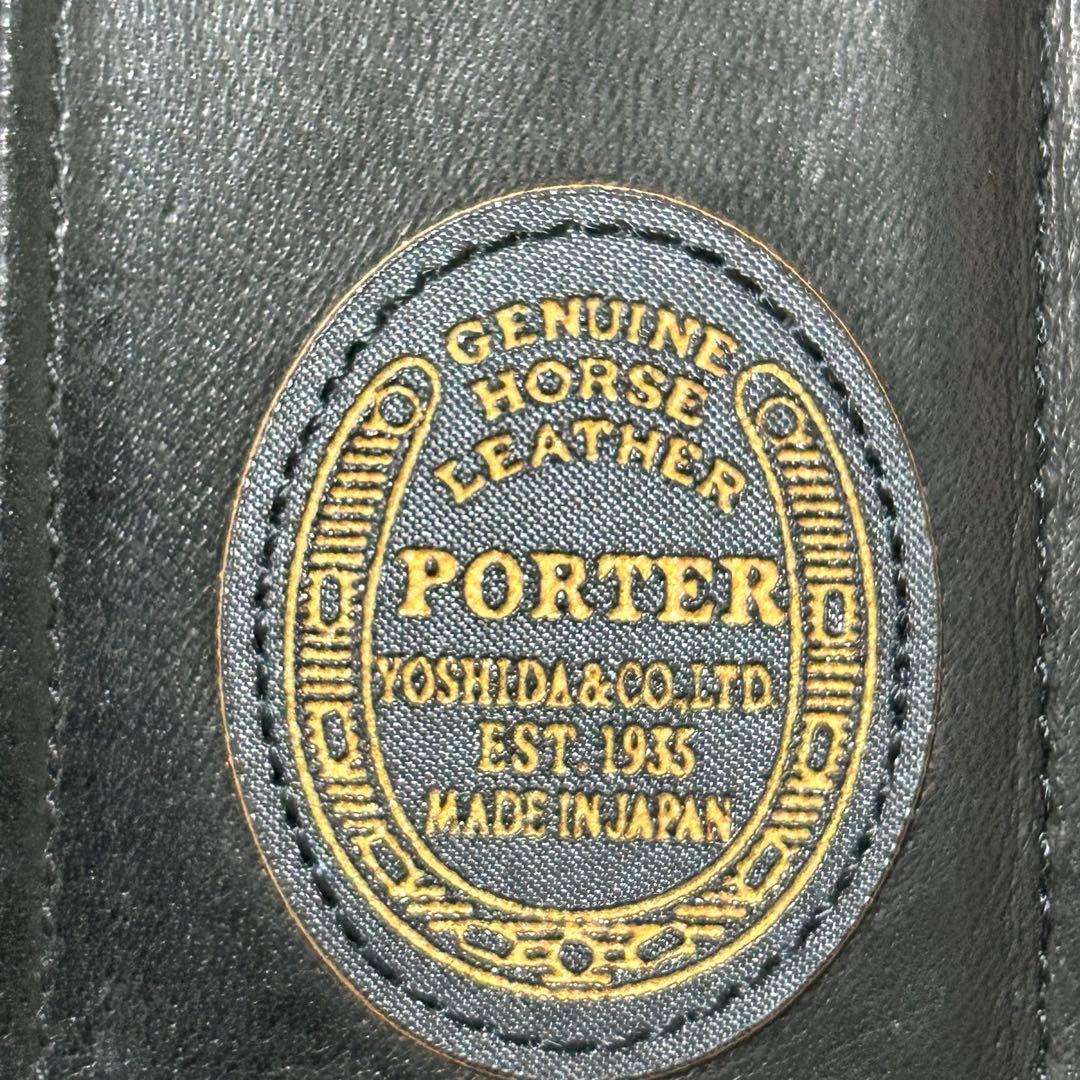 GENUINE
HORSE
LEATHER
PORTER
YOSHIDA & CO., LTD.
EST. 1935
MADE IN JAPAN